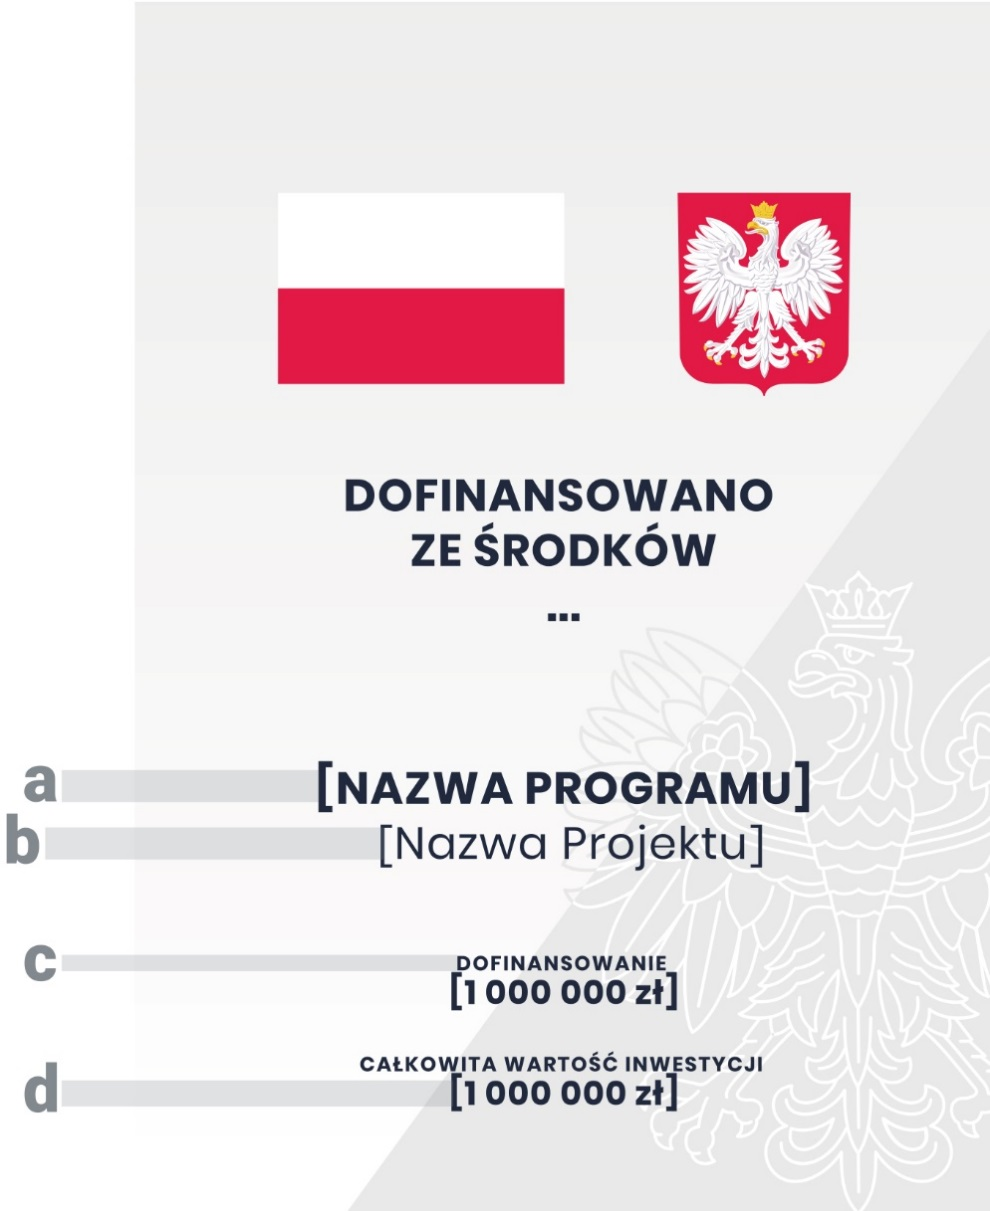 DOFINANSOWANO
ZE ŚRODKÓW
...
a
[NAZWA PROGRAMU]
b
[Nazwa Projektu]
c
DOFINANSOWANIE
[1 000 000 zł]
CAŁKOWITA WARTOŚĆ INWESTYCJI
d
[1 000 000 zł]